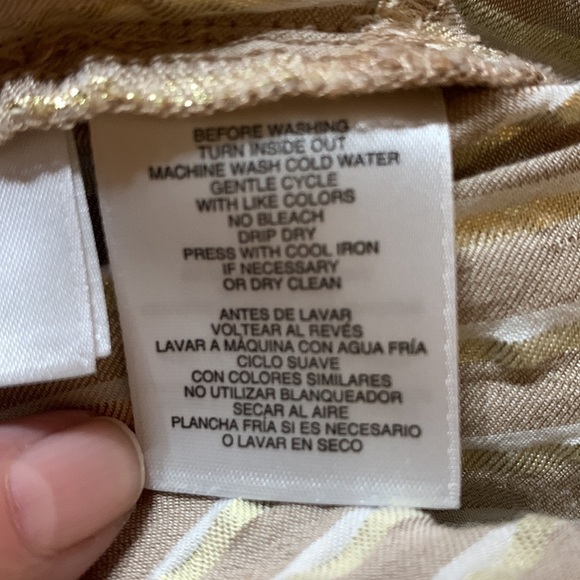 BEFORE WASHING
TURN INSIDE OUT
MACHINE WASH COLD WATER
GENTLE CYCLE
WITH LIKE COLORS
NO BLEACH
DRIP DRY
PRESS WITH COOL IRON
IF NECESSARY
OR DRY CLEAN
ANTES DE LAVAR
VOLTEAR AL REVÉS
LAVAR A MÁQUINA CON AGUA FRÍA
CICLO SUAVE
CON COLORES SIMILARES
NO UTILIZAR BLANQUEADOR
SECAR AL AIRE
PLANCHA FRÍA SI ES NECESARIO
O LAVAR EN SECO